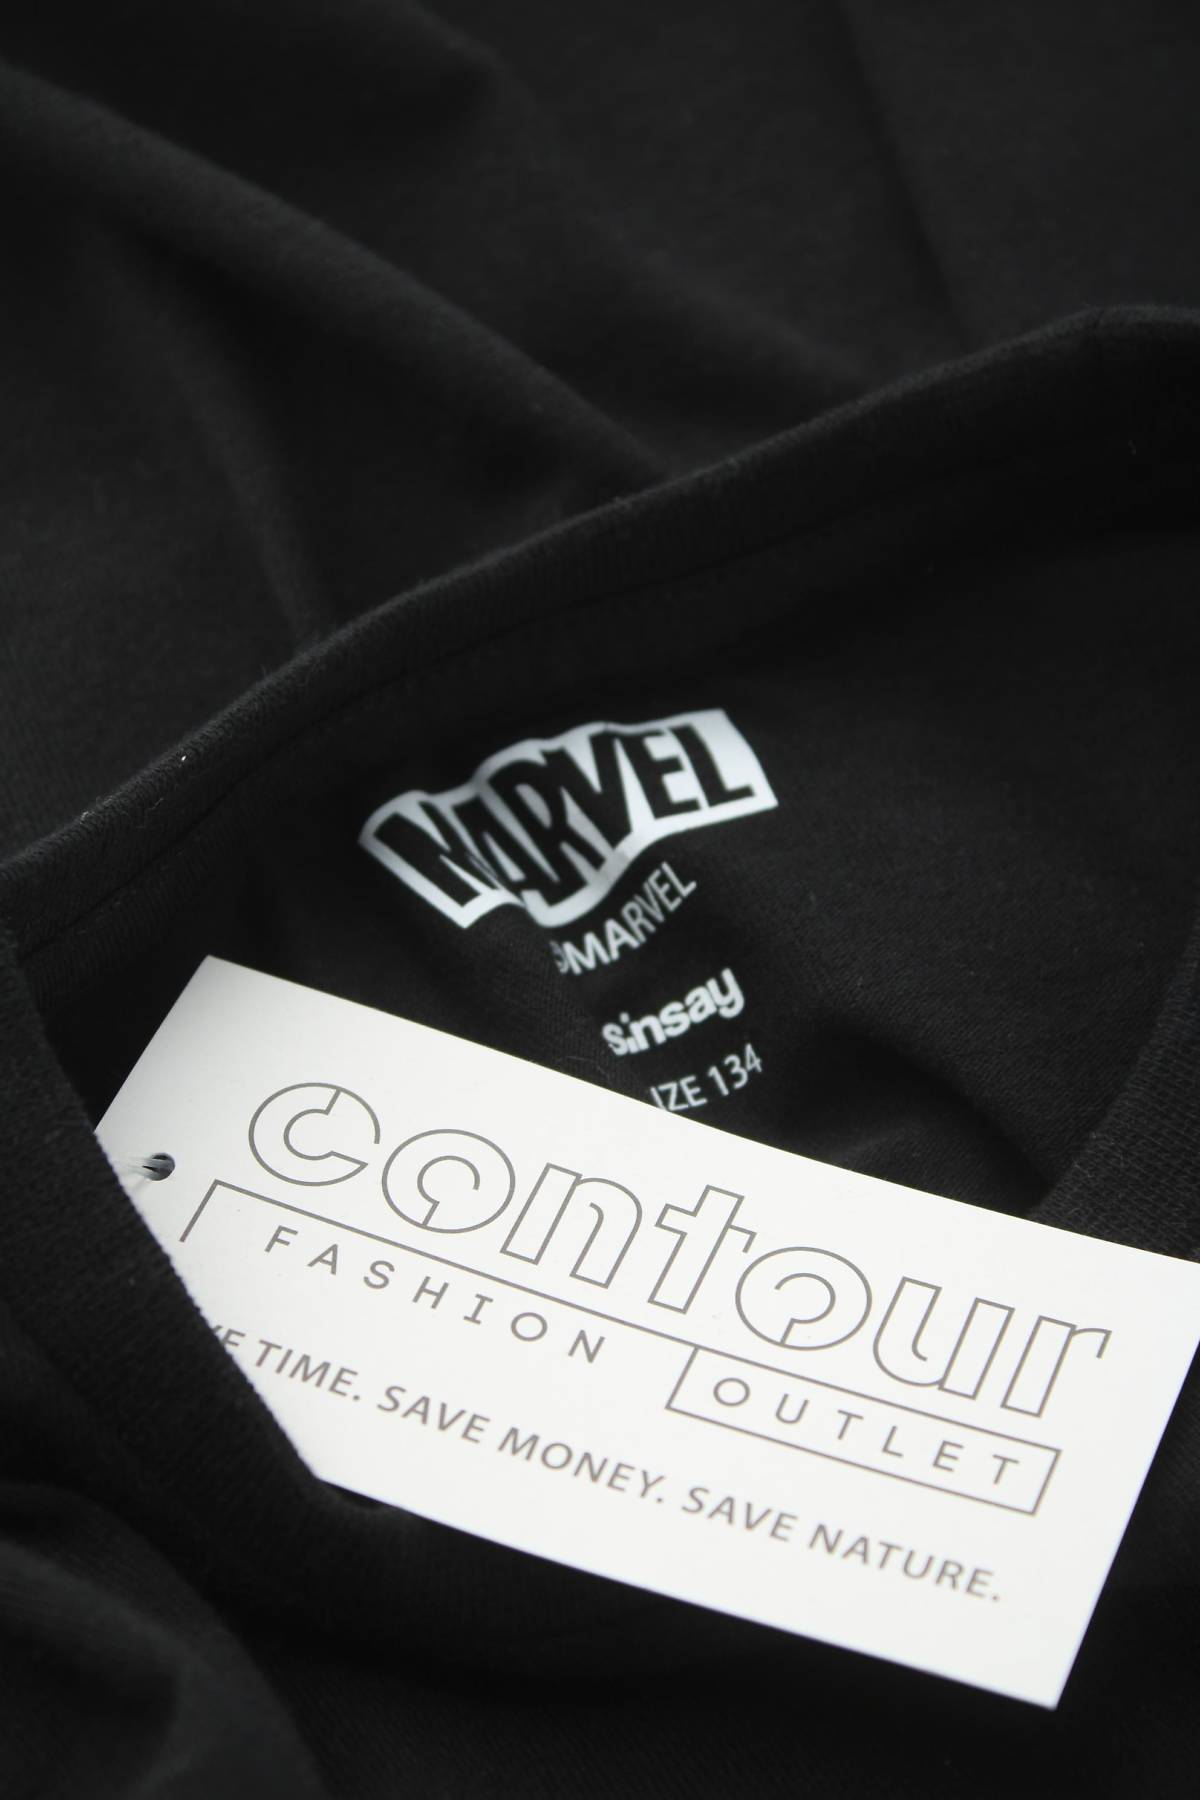 MARVEL
©MARVEL
sinsay
IZE 134
contour
FASHION
OUTLET
TIME. SAVE MONEY. SAVE NATURE.